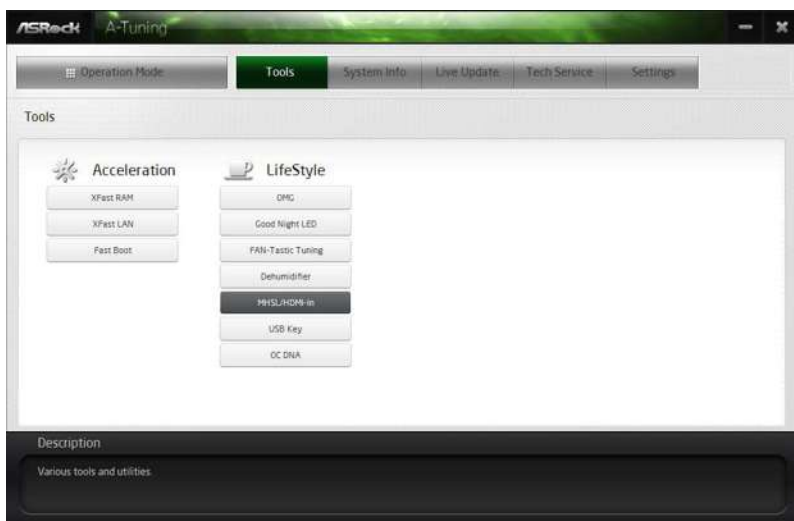 ASRock A-Tuning
Operation Mode Tools System Info Live Update Tech Service Settings
Tools
Acceleration
XFast RAM
XFast LAN
Fast Boot
LifeStyle
OMG
Good Night LED
FAN-Tastic Tuning
Dehumidifier
MHSL/HDMI-In
USB Key
OC DNA
Description
Various tools and utilities.